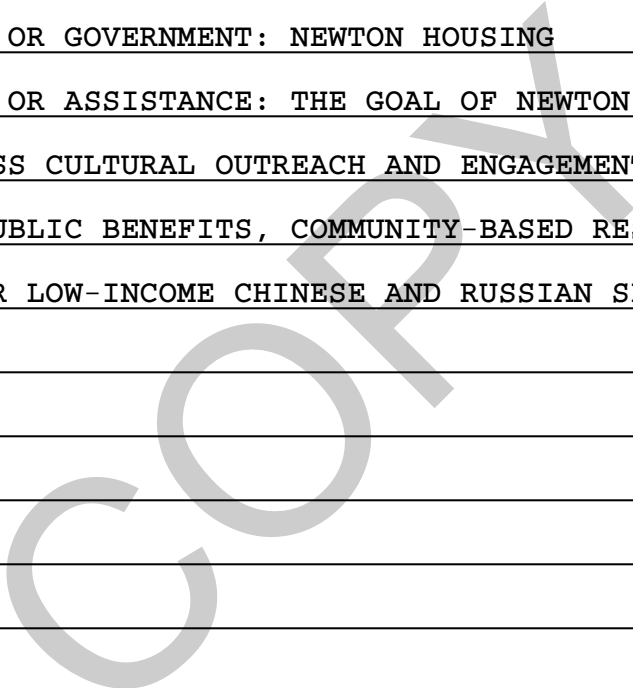 OR GOVERNMENT: NEWTON HOUSING
OR ASSISTANCE: THE GOAL OF NEWTON
SS CULTURAL OUTREACH AND ENGAGEMENT
UBLIC BENEFITS, COMMUNITY-BASED RES
R LOW-INCOME CHINESE AND RUSSIAN
COPY